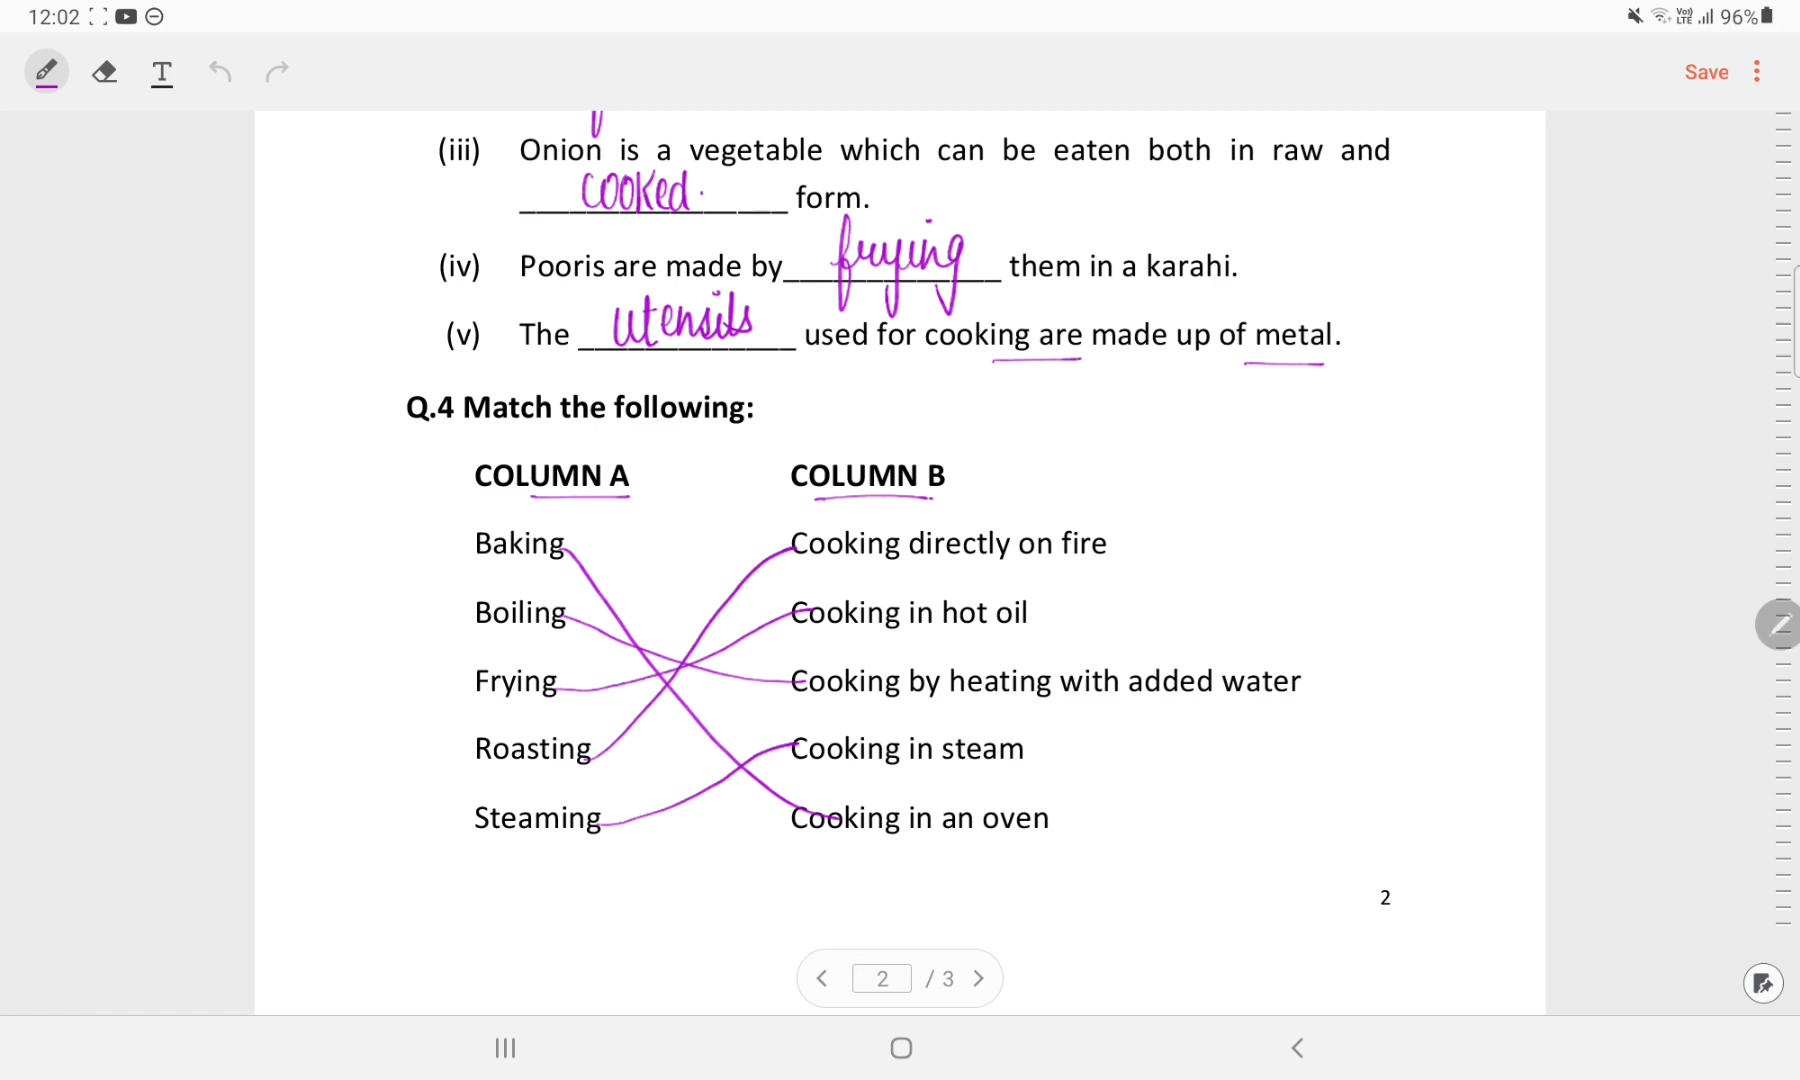 12:02 96%
Save
(iii) Onion is a vegetable which can be eaten both in raw and
cooked. form.
(iv) Pooris are made by frying them in a karahi.
(v) The utensils used for cooking are made up of metal.
Q.4 Match the following:
COLUMN A COLUMN B
Baking Cooking directly on fire
Boiling Cooking in hot oil
Frying Cooking by heating with added water
Roasting Cooking in steam
Steaming Cooking in an oven
2
2 / 3